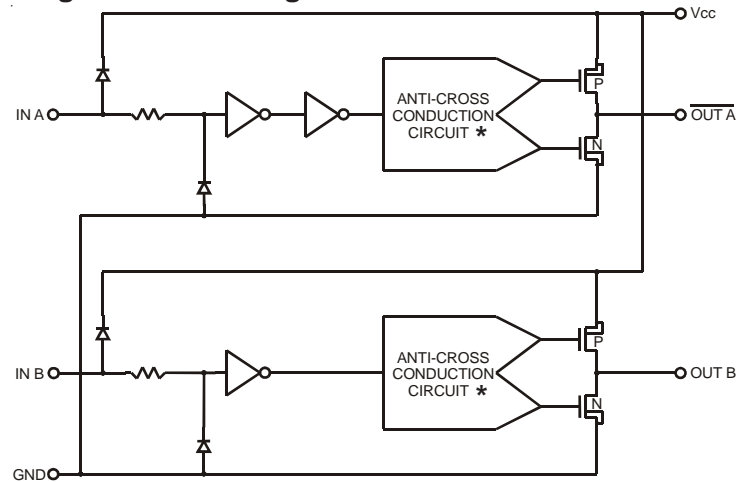 Vcc
P
IN A
ANTI-CROSS
CONDUCTION
CIRCUIT *
OUT A
N
P
IN B
ANTI-CROSS
CONDUCTION
CIRCUIT *
OUT B
N
GND